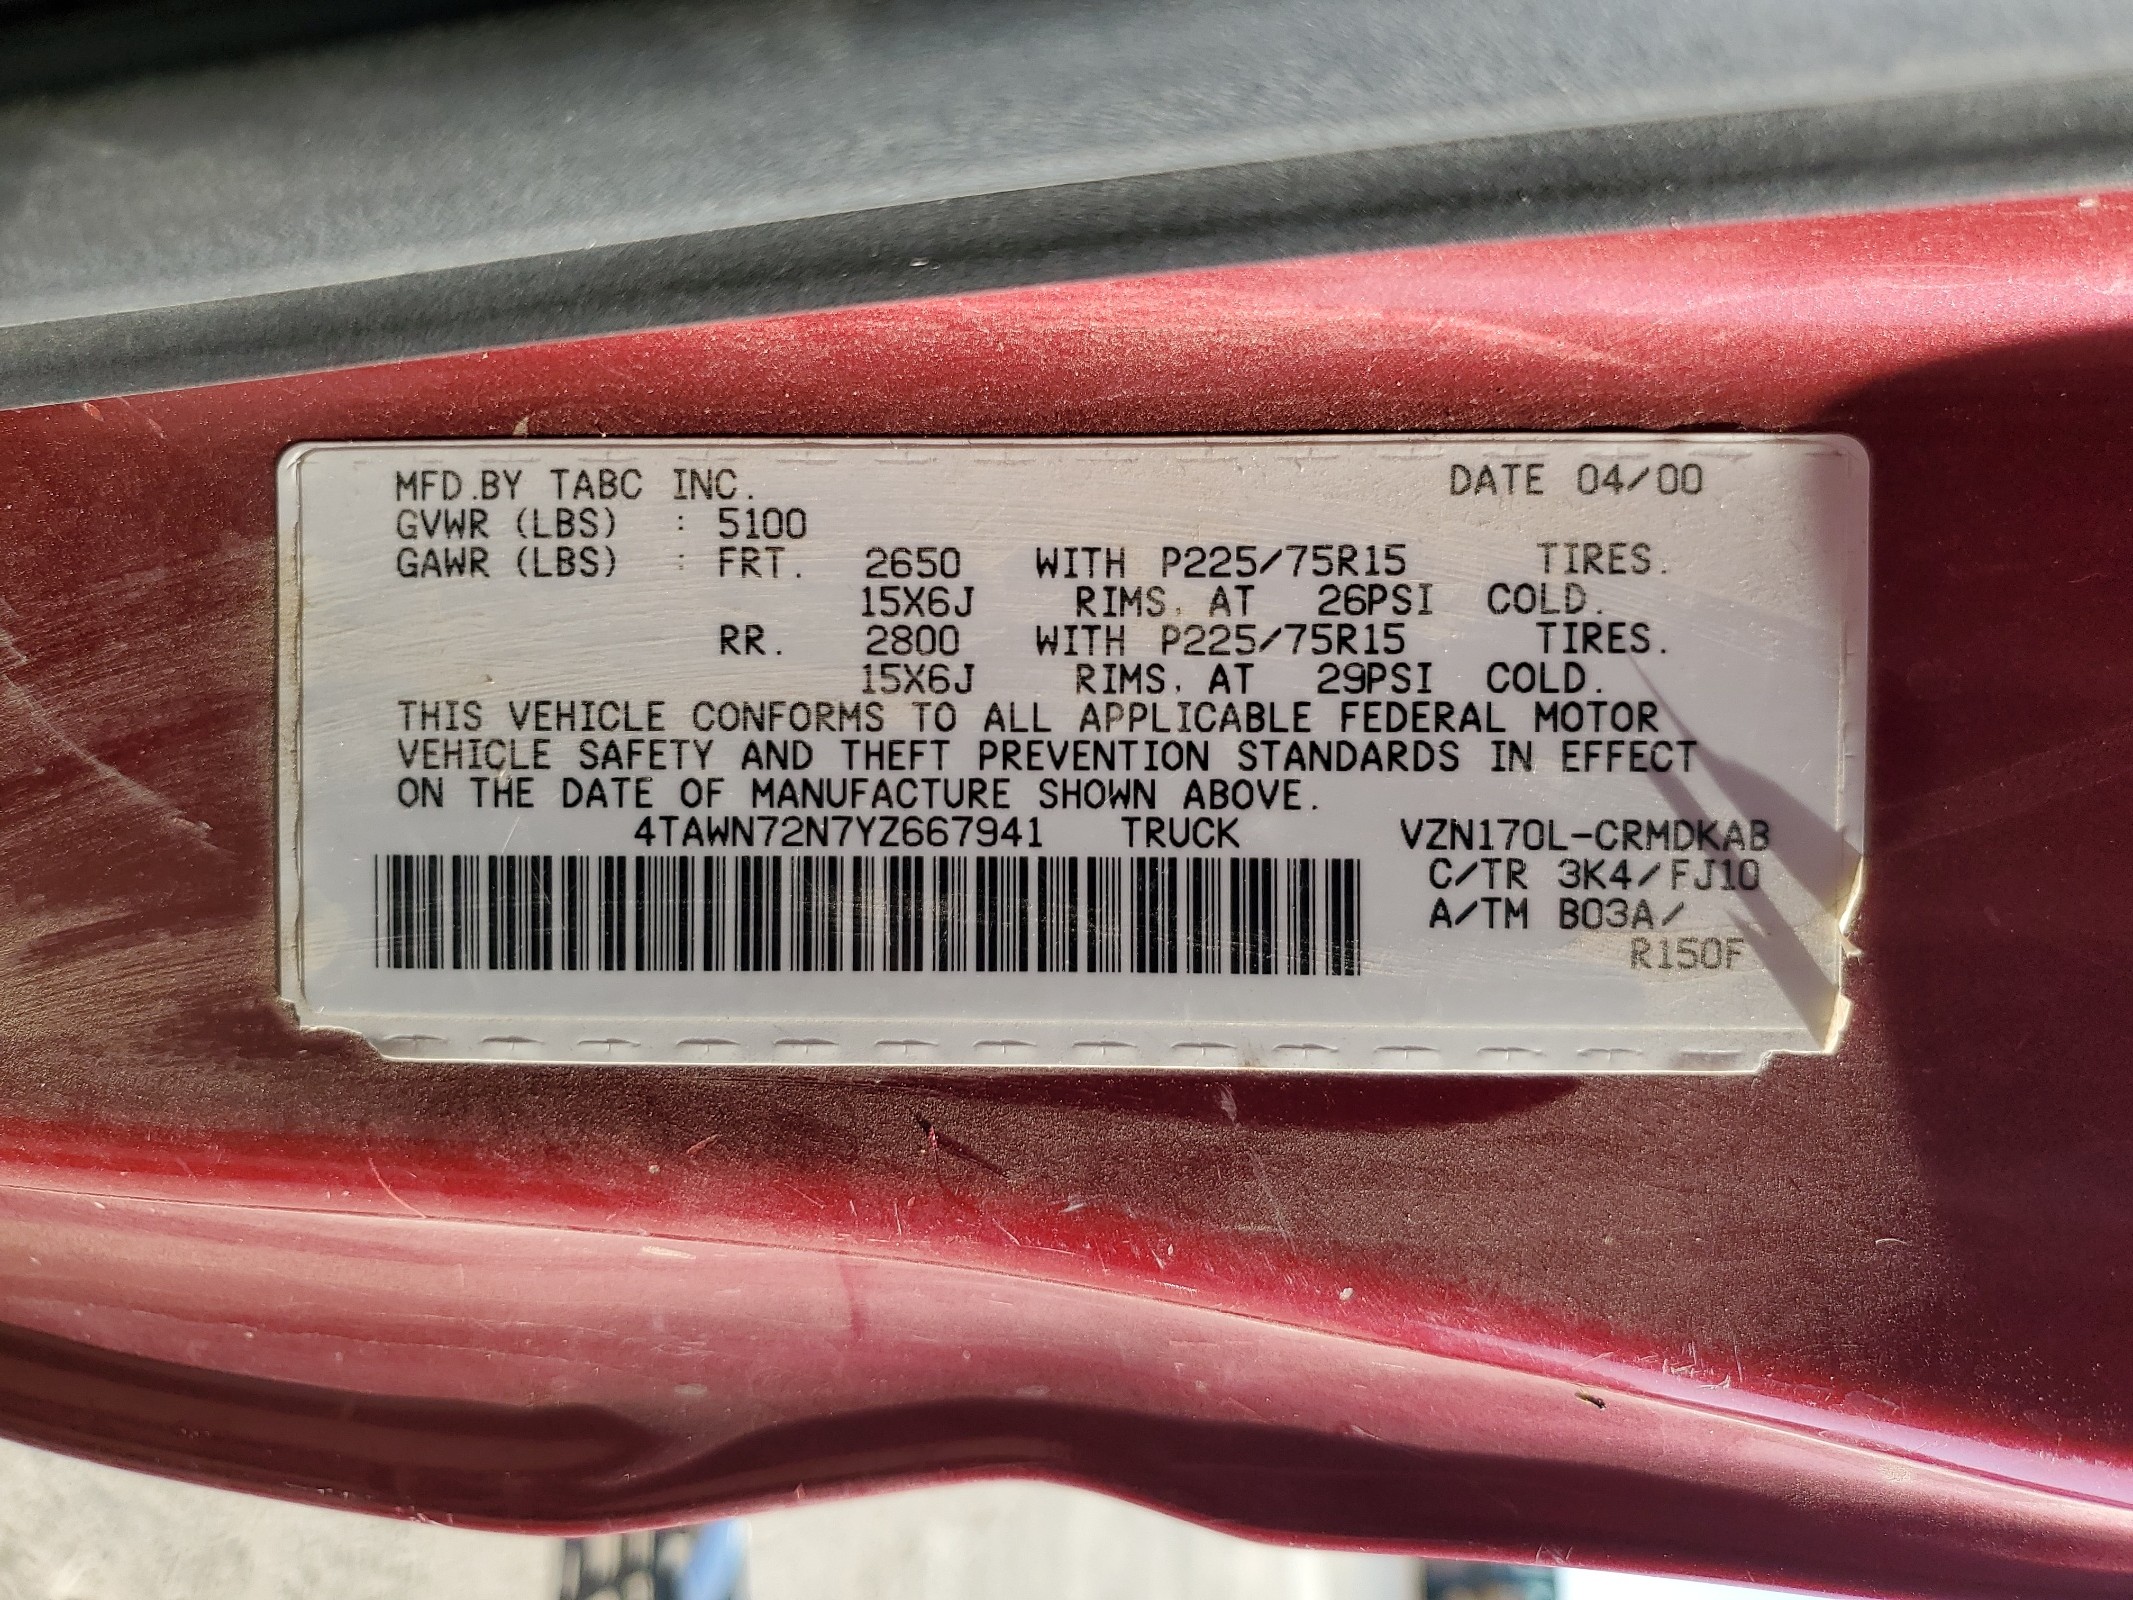 MFD.BY TABC INC. DATE 04/00
GVWR (LBS) : 5100
GAWR (LBS) : FRT. 2650 WITH P225/75R15 TIRES.
15X6J RIMS, AT 26PSI COLD.
RR. 2800 WITH P225/75R15 TIRES.
15X6J RIMS, AT 29PSI COLD.
THIS VEHICLE CONFORMS TO ALL APPLICABLE FEDERAL MOTOR
VEHICLE SAFETY AND THEFT PREVENTION STANDARDS IN EFFECT
ON THE DATE OF MANUFACTURE SHOWN ABOVE.
4TAWN72N7YZ667941 TRUCK VZN170L-CRMDKAB
C/TR 3K4/FJ10
A/TM B03A/
R150F